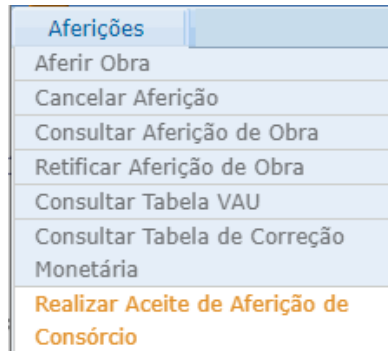 Aferições
Aferir Obra
Cancelar Aferição
Consultar Aferição de Obra
Retificar Aferição de Obra
Consultar Tabela VAU
Consultar Tabela de Correção
Monetária
Realizar Aceite de Aferição de
Consórcio